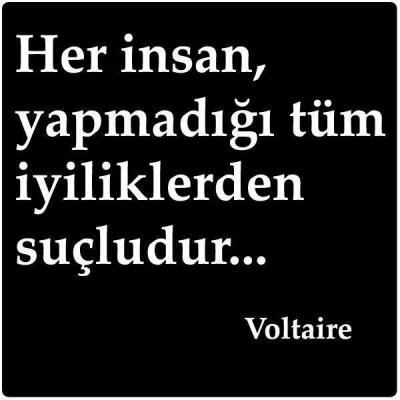 Her insan,
yapmadığı tüm
iyiliklerden
suçludur...
Voltaire